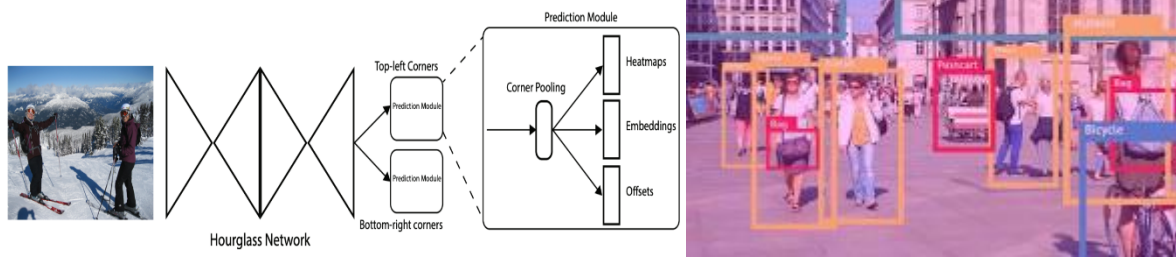 Prediction Module
Top-left Corners
Heatmaps
Prediction Module
Corner Pooling
Embeddings
Prediction Module
Offsets
Bottom-right corners
Hourglass Network
Pushcart
Bag
Bag
Bicycle